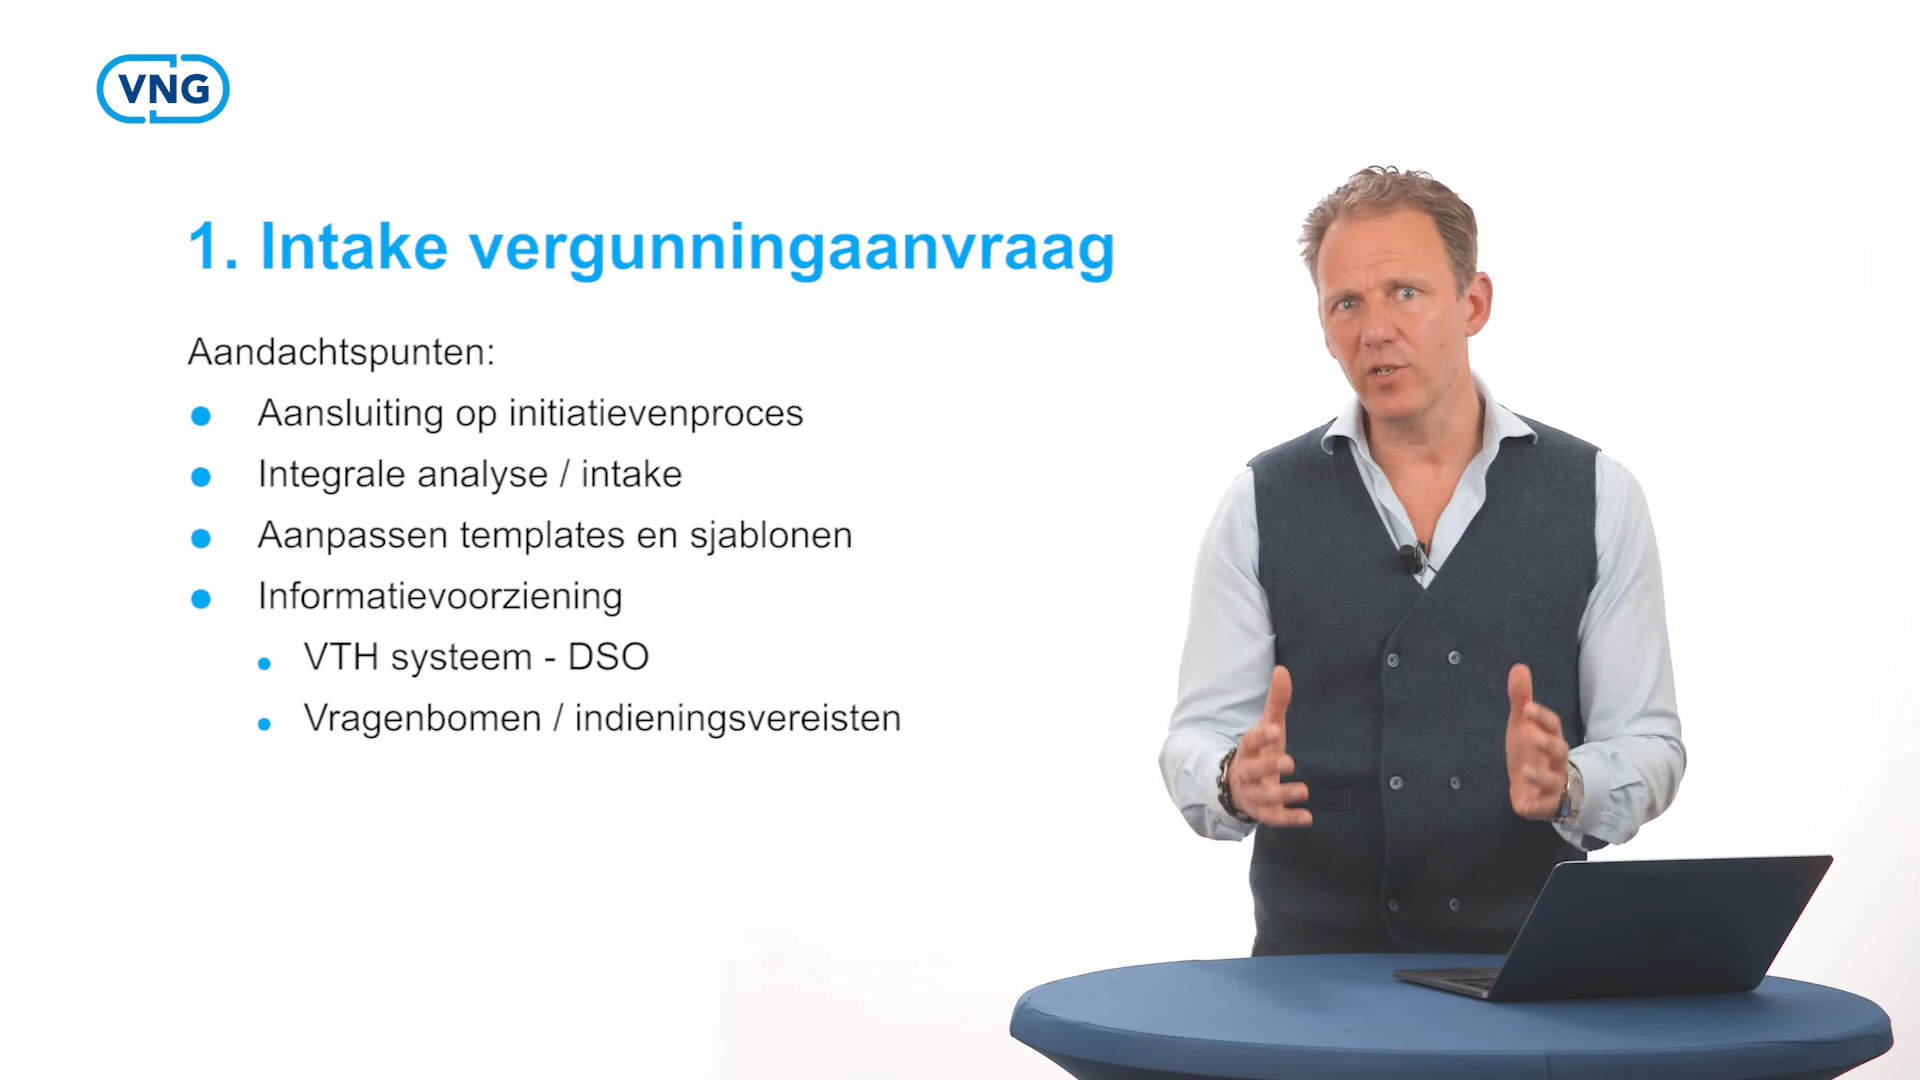 VNG
1. Intake vergunningaanvraag
Aandachtspunten:
Aansluiting op initiatievenproces
Integrale analyse / intake
Aanpassen templates en sjablonen
Informatievoorziening
VTH systeem - DSO
Vragenbomen / indieningsvereisten